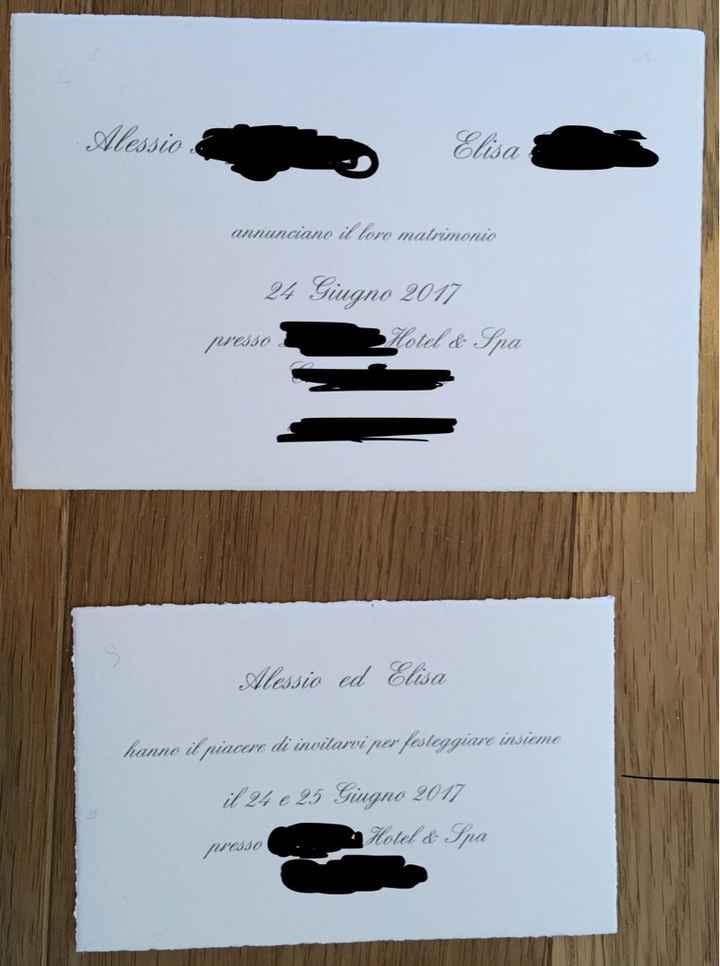 Alessio
Elisa
annunciano il loro matrimonio
24 Giugno 2017
presso Hotel & Spa
Alessio ed Elisa
hanno il piacere di invitarvi per festeggiare insieme
il 24 e 25 Giugno 2017
presso Hotel & Spa